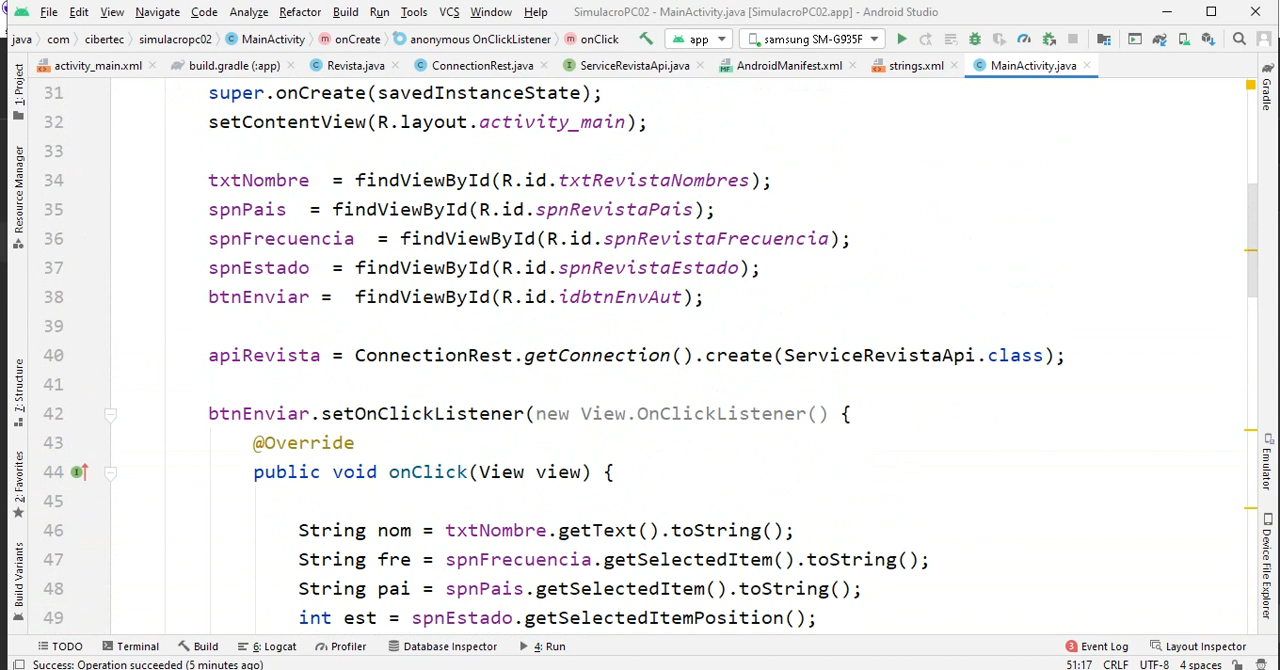 File Edit View Navigate Code Analyze Refactor Build Run Tools VCS Window Help SimulacroPC02 - MainActivity.java [SimulacroPC02.app] - Android Studio
java com cibertec simulacropc02 MainActivity onCreate anonymous OnClickListener onClick app samsung SM-G935F
activity_main.xml build.gradle (:app) Revista.java ConnectionRest.java ServiceRevistaApi.java AndroidManifest.xml strings.xml MainActivity.java
1: Project
Resource Manager
7: Structure
2: Favorites
Build Variants
31 super.onCreate(savedInstanceState);
32 setContentView(R.layout.activity_main);
33
34 txtNombre  = findViewById(R.id.txtRevistaNombres);
35 spnPais  = findViewById(R.id.spnRevistaPais);
36 spnFrecuencia  = findViewById(R.id.spnRevistaFrecuencia);
37 spnEstado  = findViewById(R.id.spnRevistaEstado);
38 btnEnviar =  findViewById(R.id.idbtnEnvAut);
39
40 apiRevista = ConnectionRest.getConnection().create(ServiceRevistaApi.class);
41
42 btnEnviar.setOnClickListener(new View.OnClickListener() {
43 @Override
44 public void onClick(View view) {
45
46 String nom = txtNombre.getText().toString();
47 String fre = spnFrecuencia.getSelectedItem().toString();
48 String pai = spnPais.getSelectedItem().toString();
49 int est = spnEstado.getSelectedItemPosition();
Gradle
Emulator
Device File Explorer
TODO Terminal Build 6: Logcat Profiler Database Inspector 4: Run 3 Event Log Layout Inspector
Success: Operation succeeded (5 minutes ago) 51:17 CRLF UTF-8 4 spaces